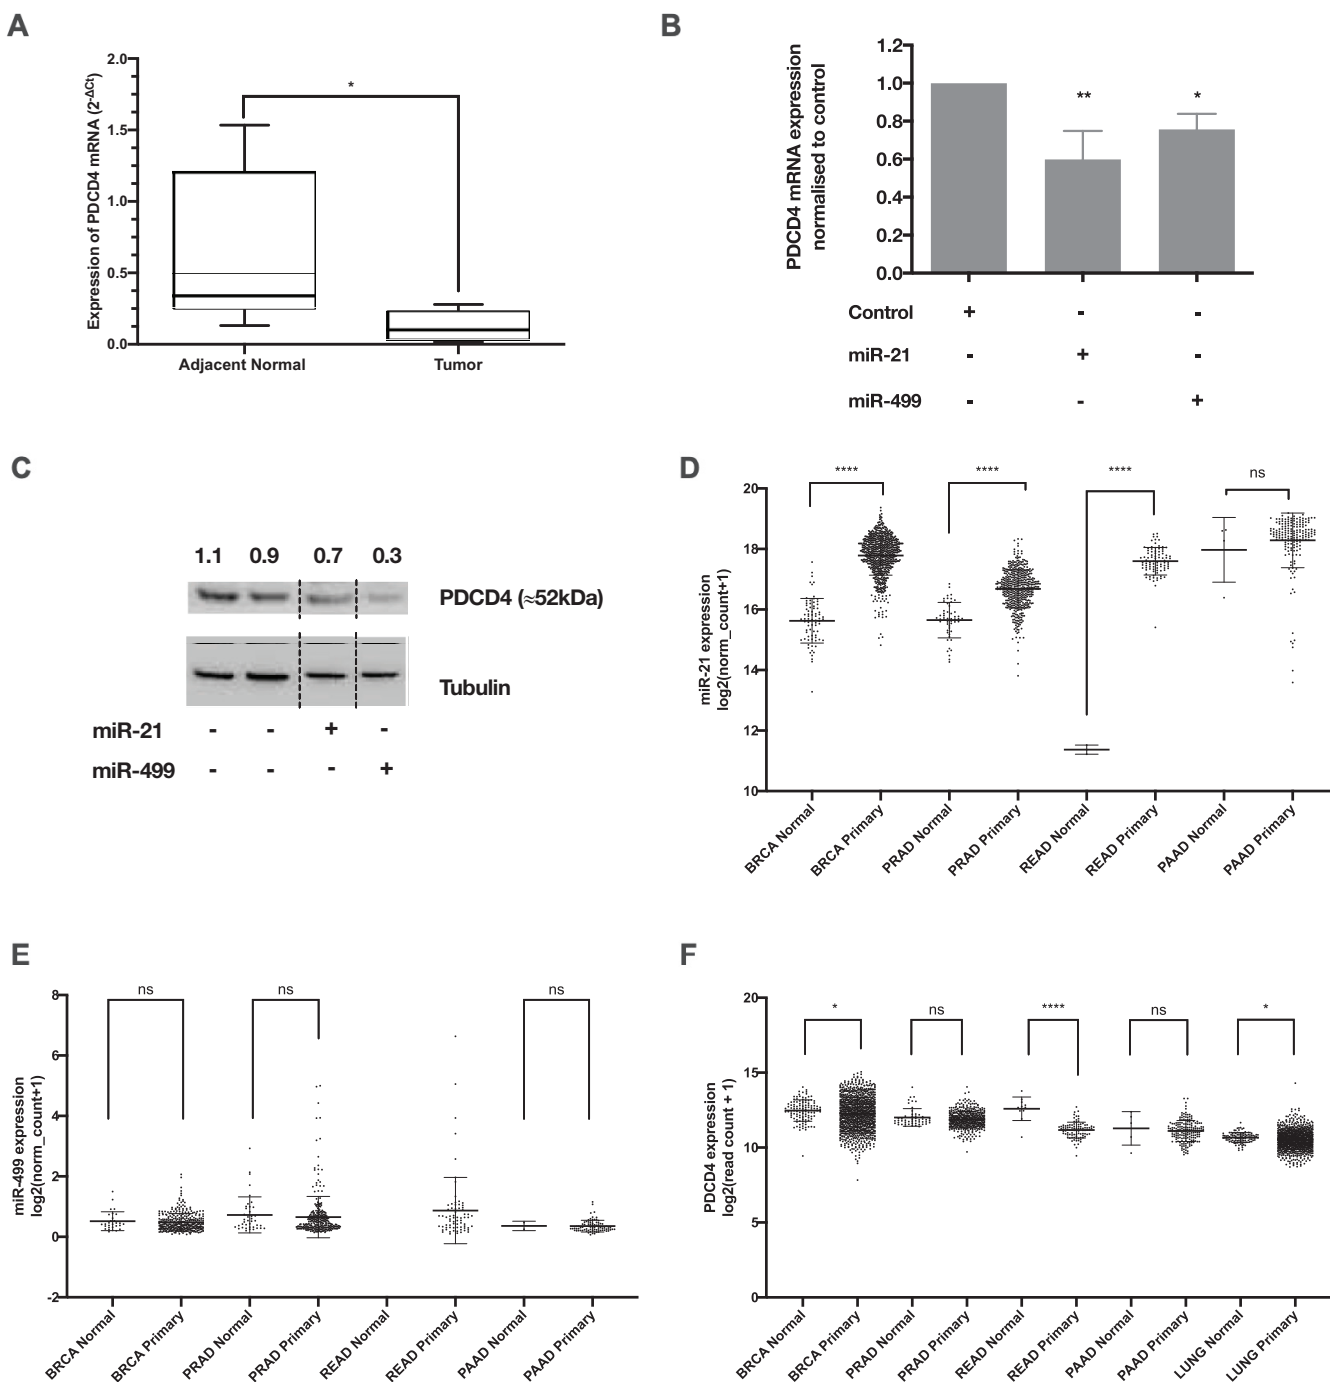 A
Expression of PDCD4 mRNA (2-ΔCt)
2.0
1.5
1.0
0.5
0.0
*
Adjacent Normal
Tumor
B
PDCD4 mRNA expression
normalised to control
1.2
1.0
0.8
0.6
0.4
0.2
0.0
**
*
Control + - -
miR-21 - + -
miR-499 - - +
C
1.1 0.9 0.7 0.3
PDCD4 (≈52kDa)
Tubulin
miR-21 - - + -
miR-499 - - - +
D
miR-21 expression
log2(norm_count+1)
20
18
16
14
12
10
**** **** **** ns
BRCA Normal
BRCA Primary
PRAD Normal
PRAD Primary
READ Normal
READ Primary
PAAD Normal
PAAD Primary
E
miR-499 expression
log2(norm_count+1)
8
6
4
2
0
-2
ns ns ns
BRCA Normal
BRCA Primary
PRAD Normal
PRAD Primary
READ Normal
READ Primary
PAAD Normal
PAAD Primary
F
PDCD4 expression
log2(read count + 1)
20
15
10
5
0
* ns **** ns *
BRCA Normal
BRCA Primary
PRAD Normal
PRAD Primary
READ Normal
READ Primary
PAAD Normal
PAAD Primary
LUNG Normal
LUNG Primary